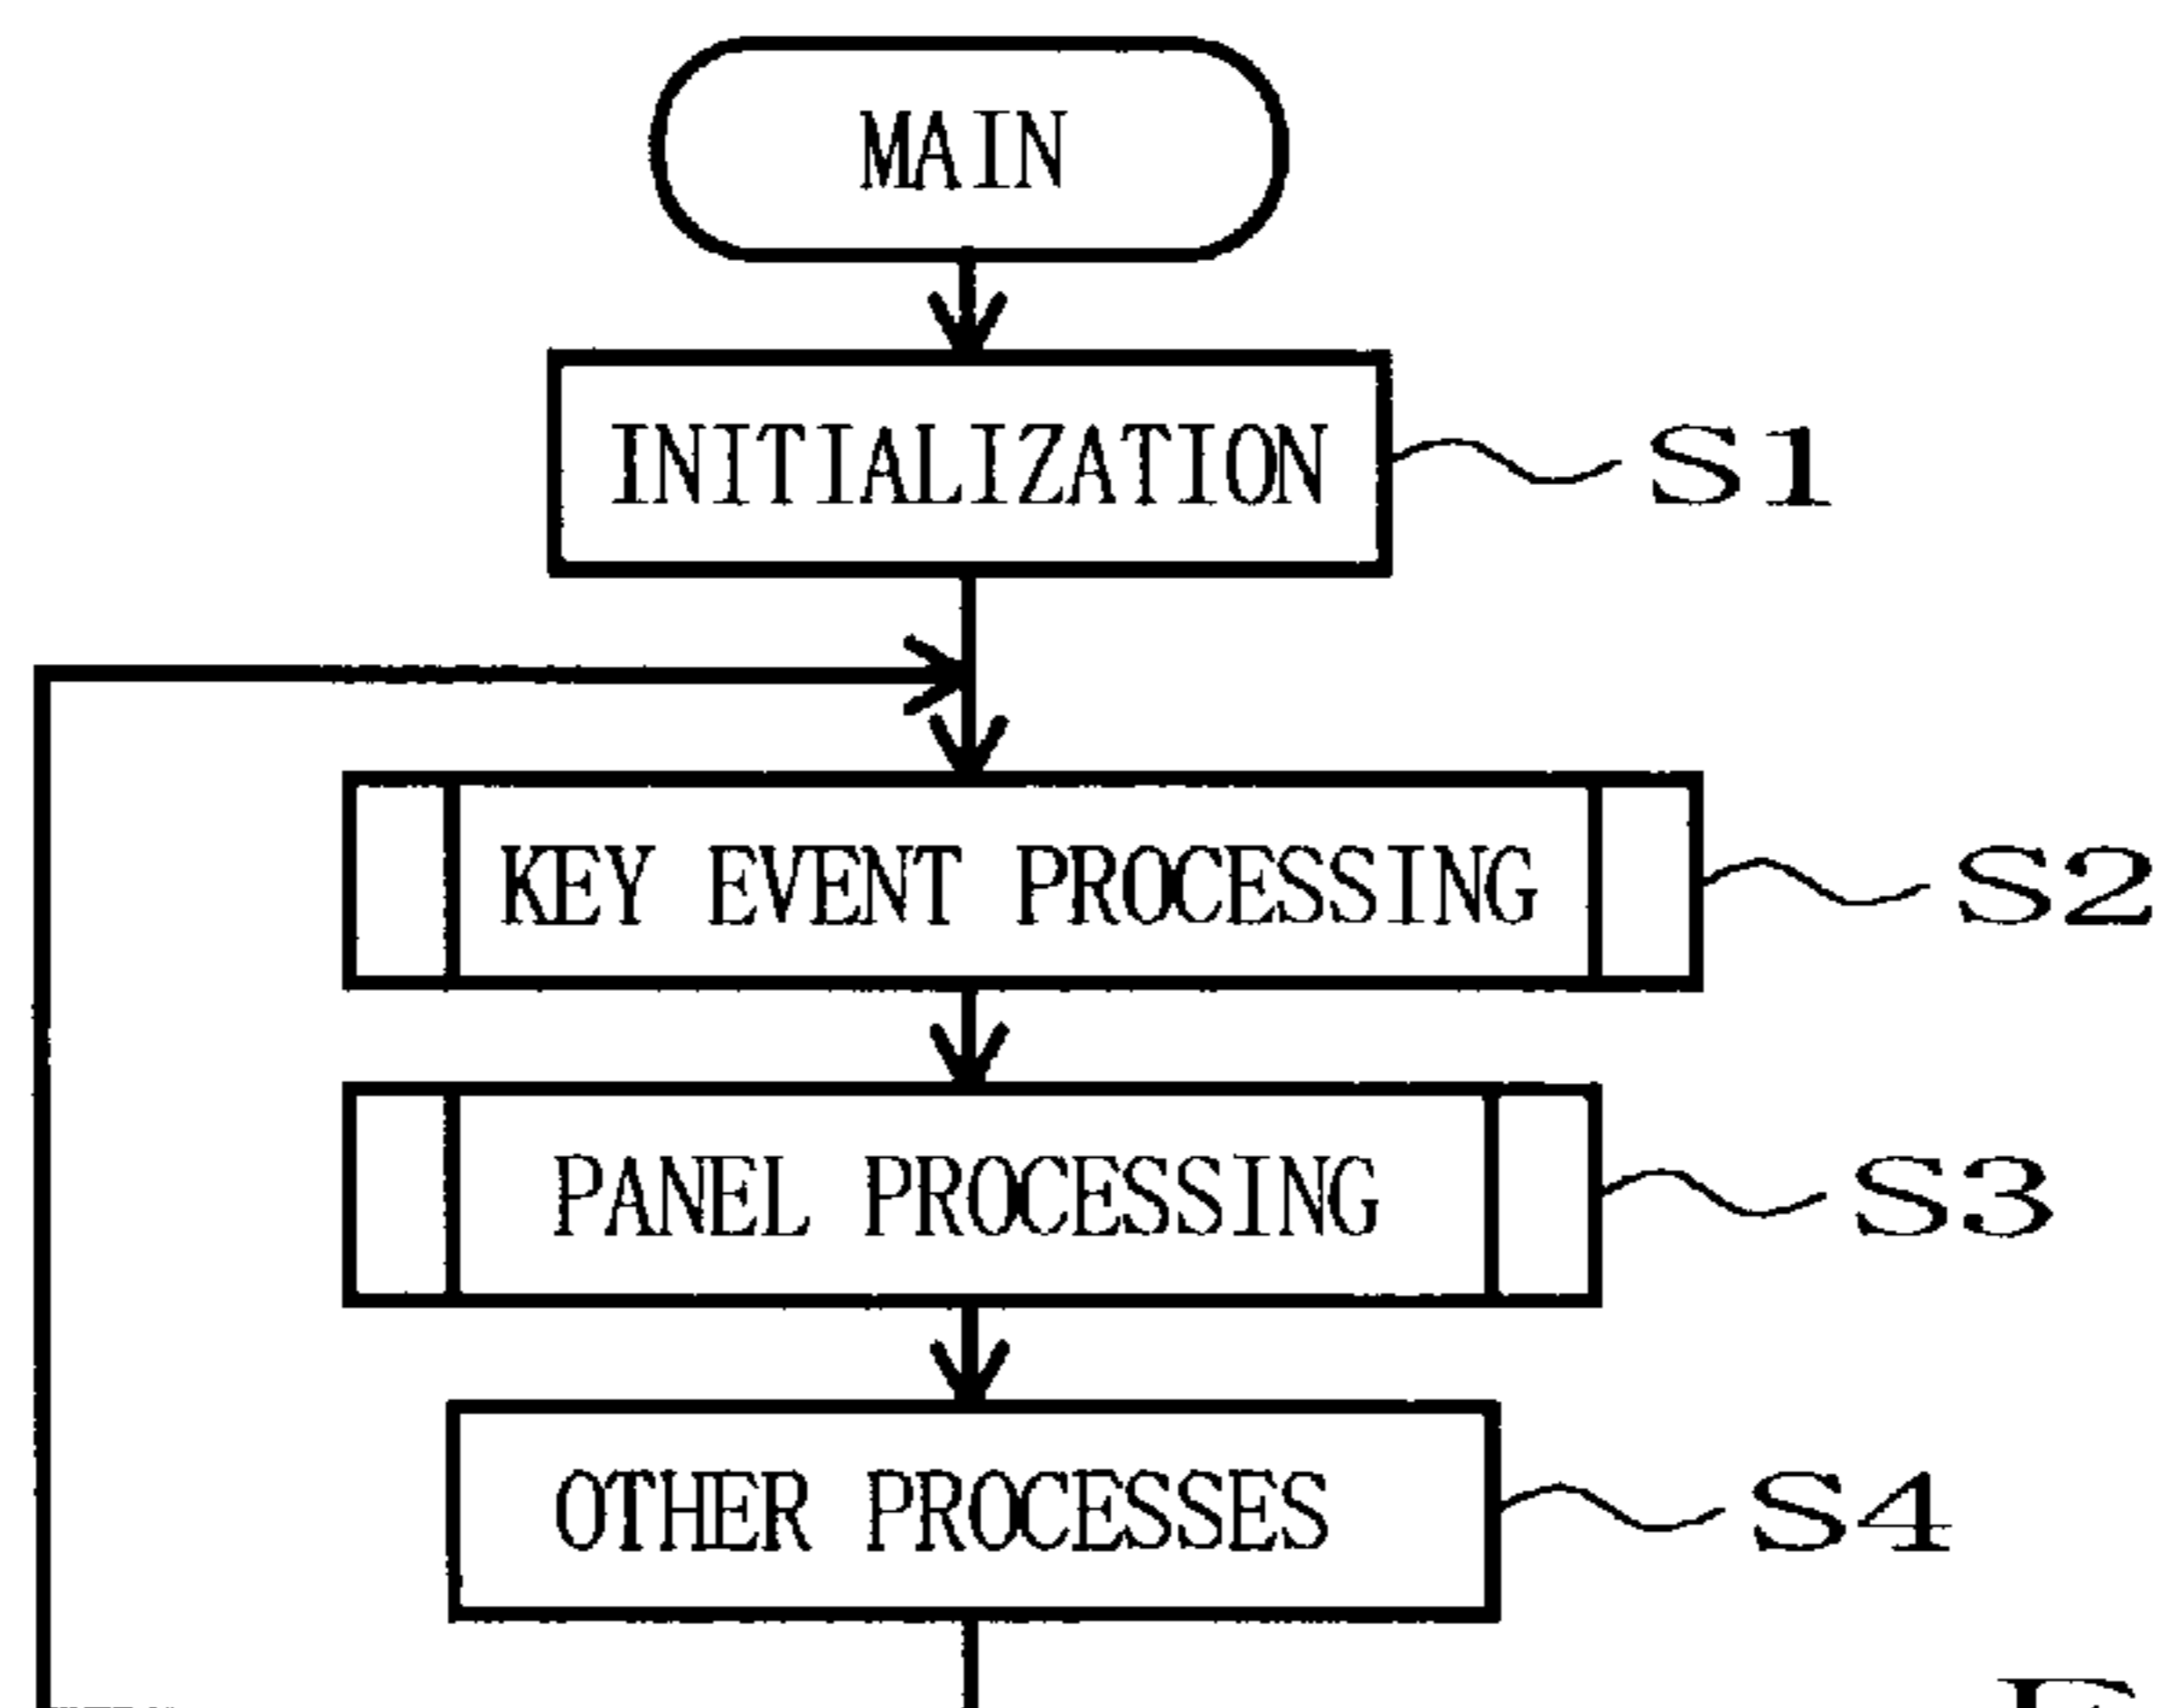 MAIN
INITIALIZATION
S1
KEY EVENT PROCESSING
S2
PANEL PROCESSING
S3
OTHER PROCESSES
S4